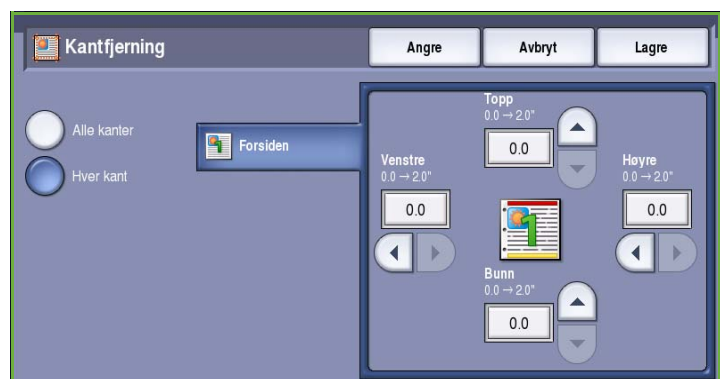 Kantfjerning
Angre
Avbryt
Lagre
Alle kanter
Hver kant
Forsiden
Topp
0.0 → 2.0"
0.0
Venstre
0.0 → 2.0"
0.0
Høyre
0.0 → 2.0"
0.0
Bunn
0.0 → 2.0"
0.0